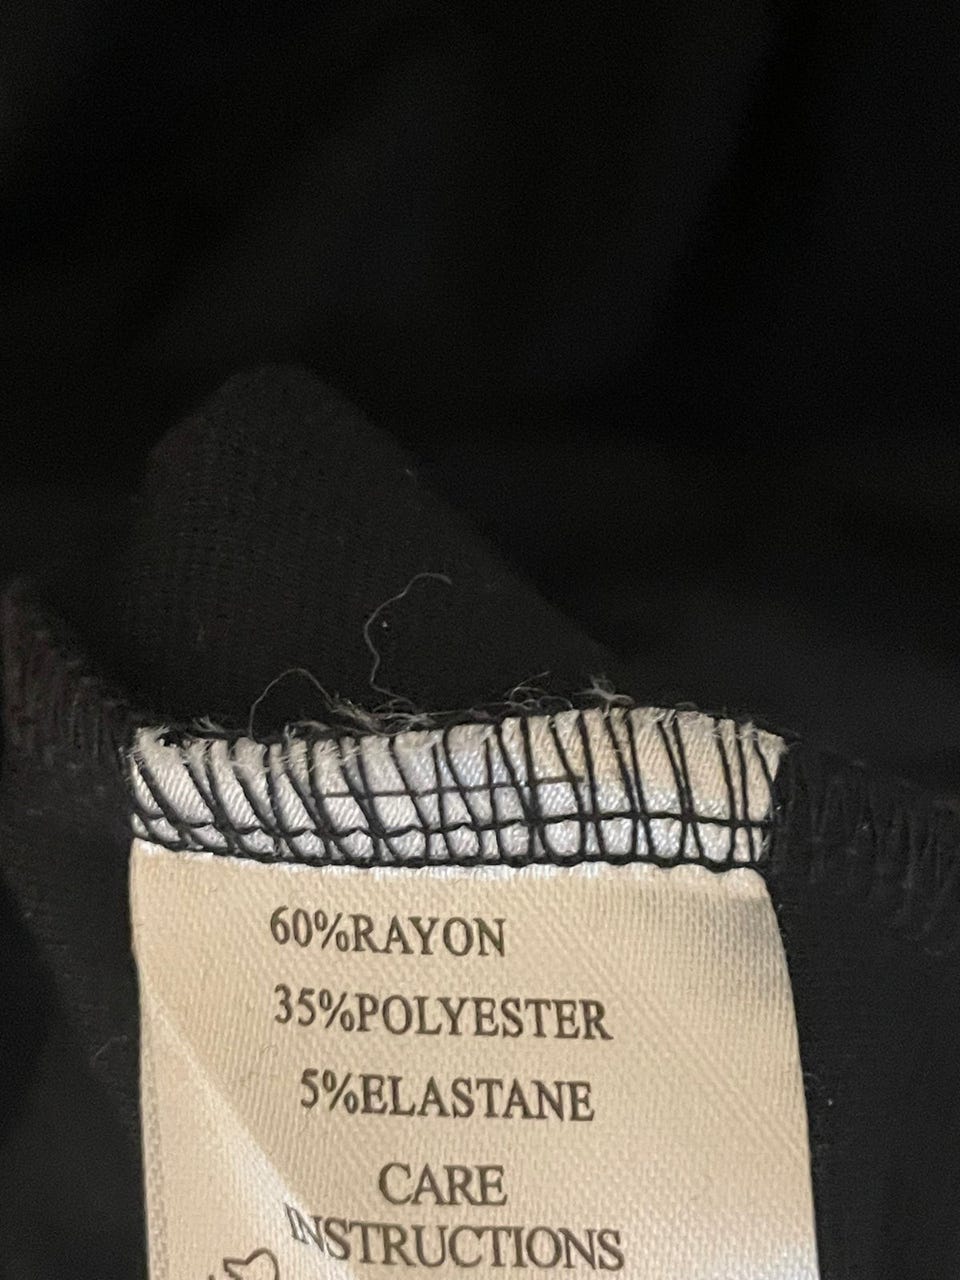 60%RAYON
35%POLYESTER
5%ELASTANE
CARE
INSTRUCTIONS